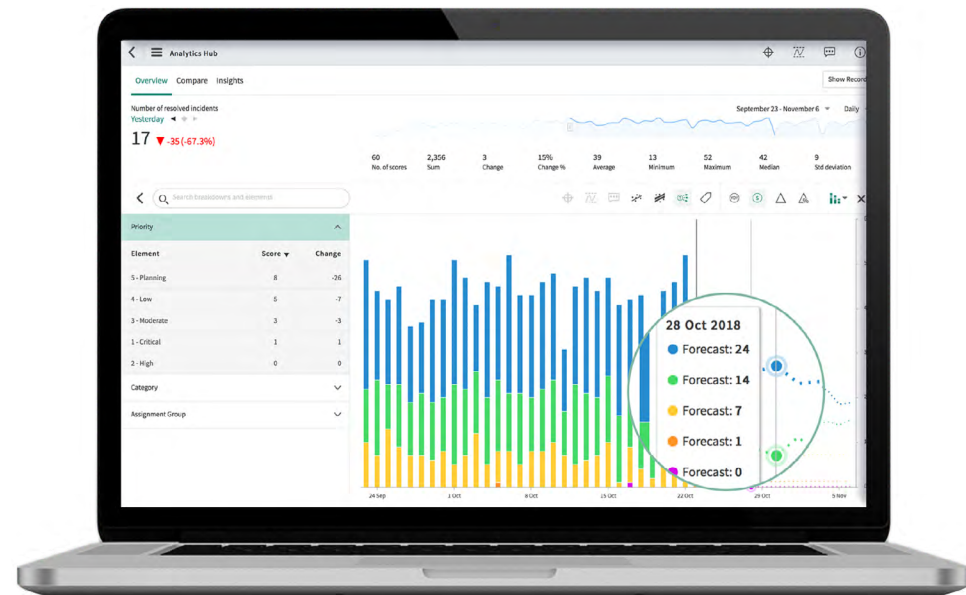 Analytics Hub
Overview Compare Insights
Show Record
Number of resolved incidents
Yesterday
17 ▼ -35 (-67.3%)
September 23 - November 6 Daily
60 2,356 3 15% 39 13 52 42 9
No. of scores Sum Change Change % Average Minimum Maximum Median Std deviation
Search breakdowns and elements
Priority
Element Score ▼ Change
5 - Planning 8 -26
4 - Low 5 -7
3 - Moderate 3 -3
1 - Critical 1 1
2 - High 0 0
Category
Assignment Group
28 Oct 2018
Forecast: 24
Forecast: 14
Forecast: 7
Forecast: 1
Forecast: 0
24 Sep 1 Oct 8 Oct 15 Oct 22 Oct 29 Oct 5 Nov